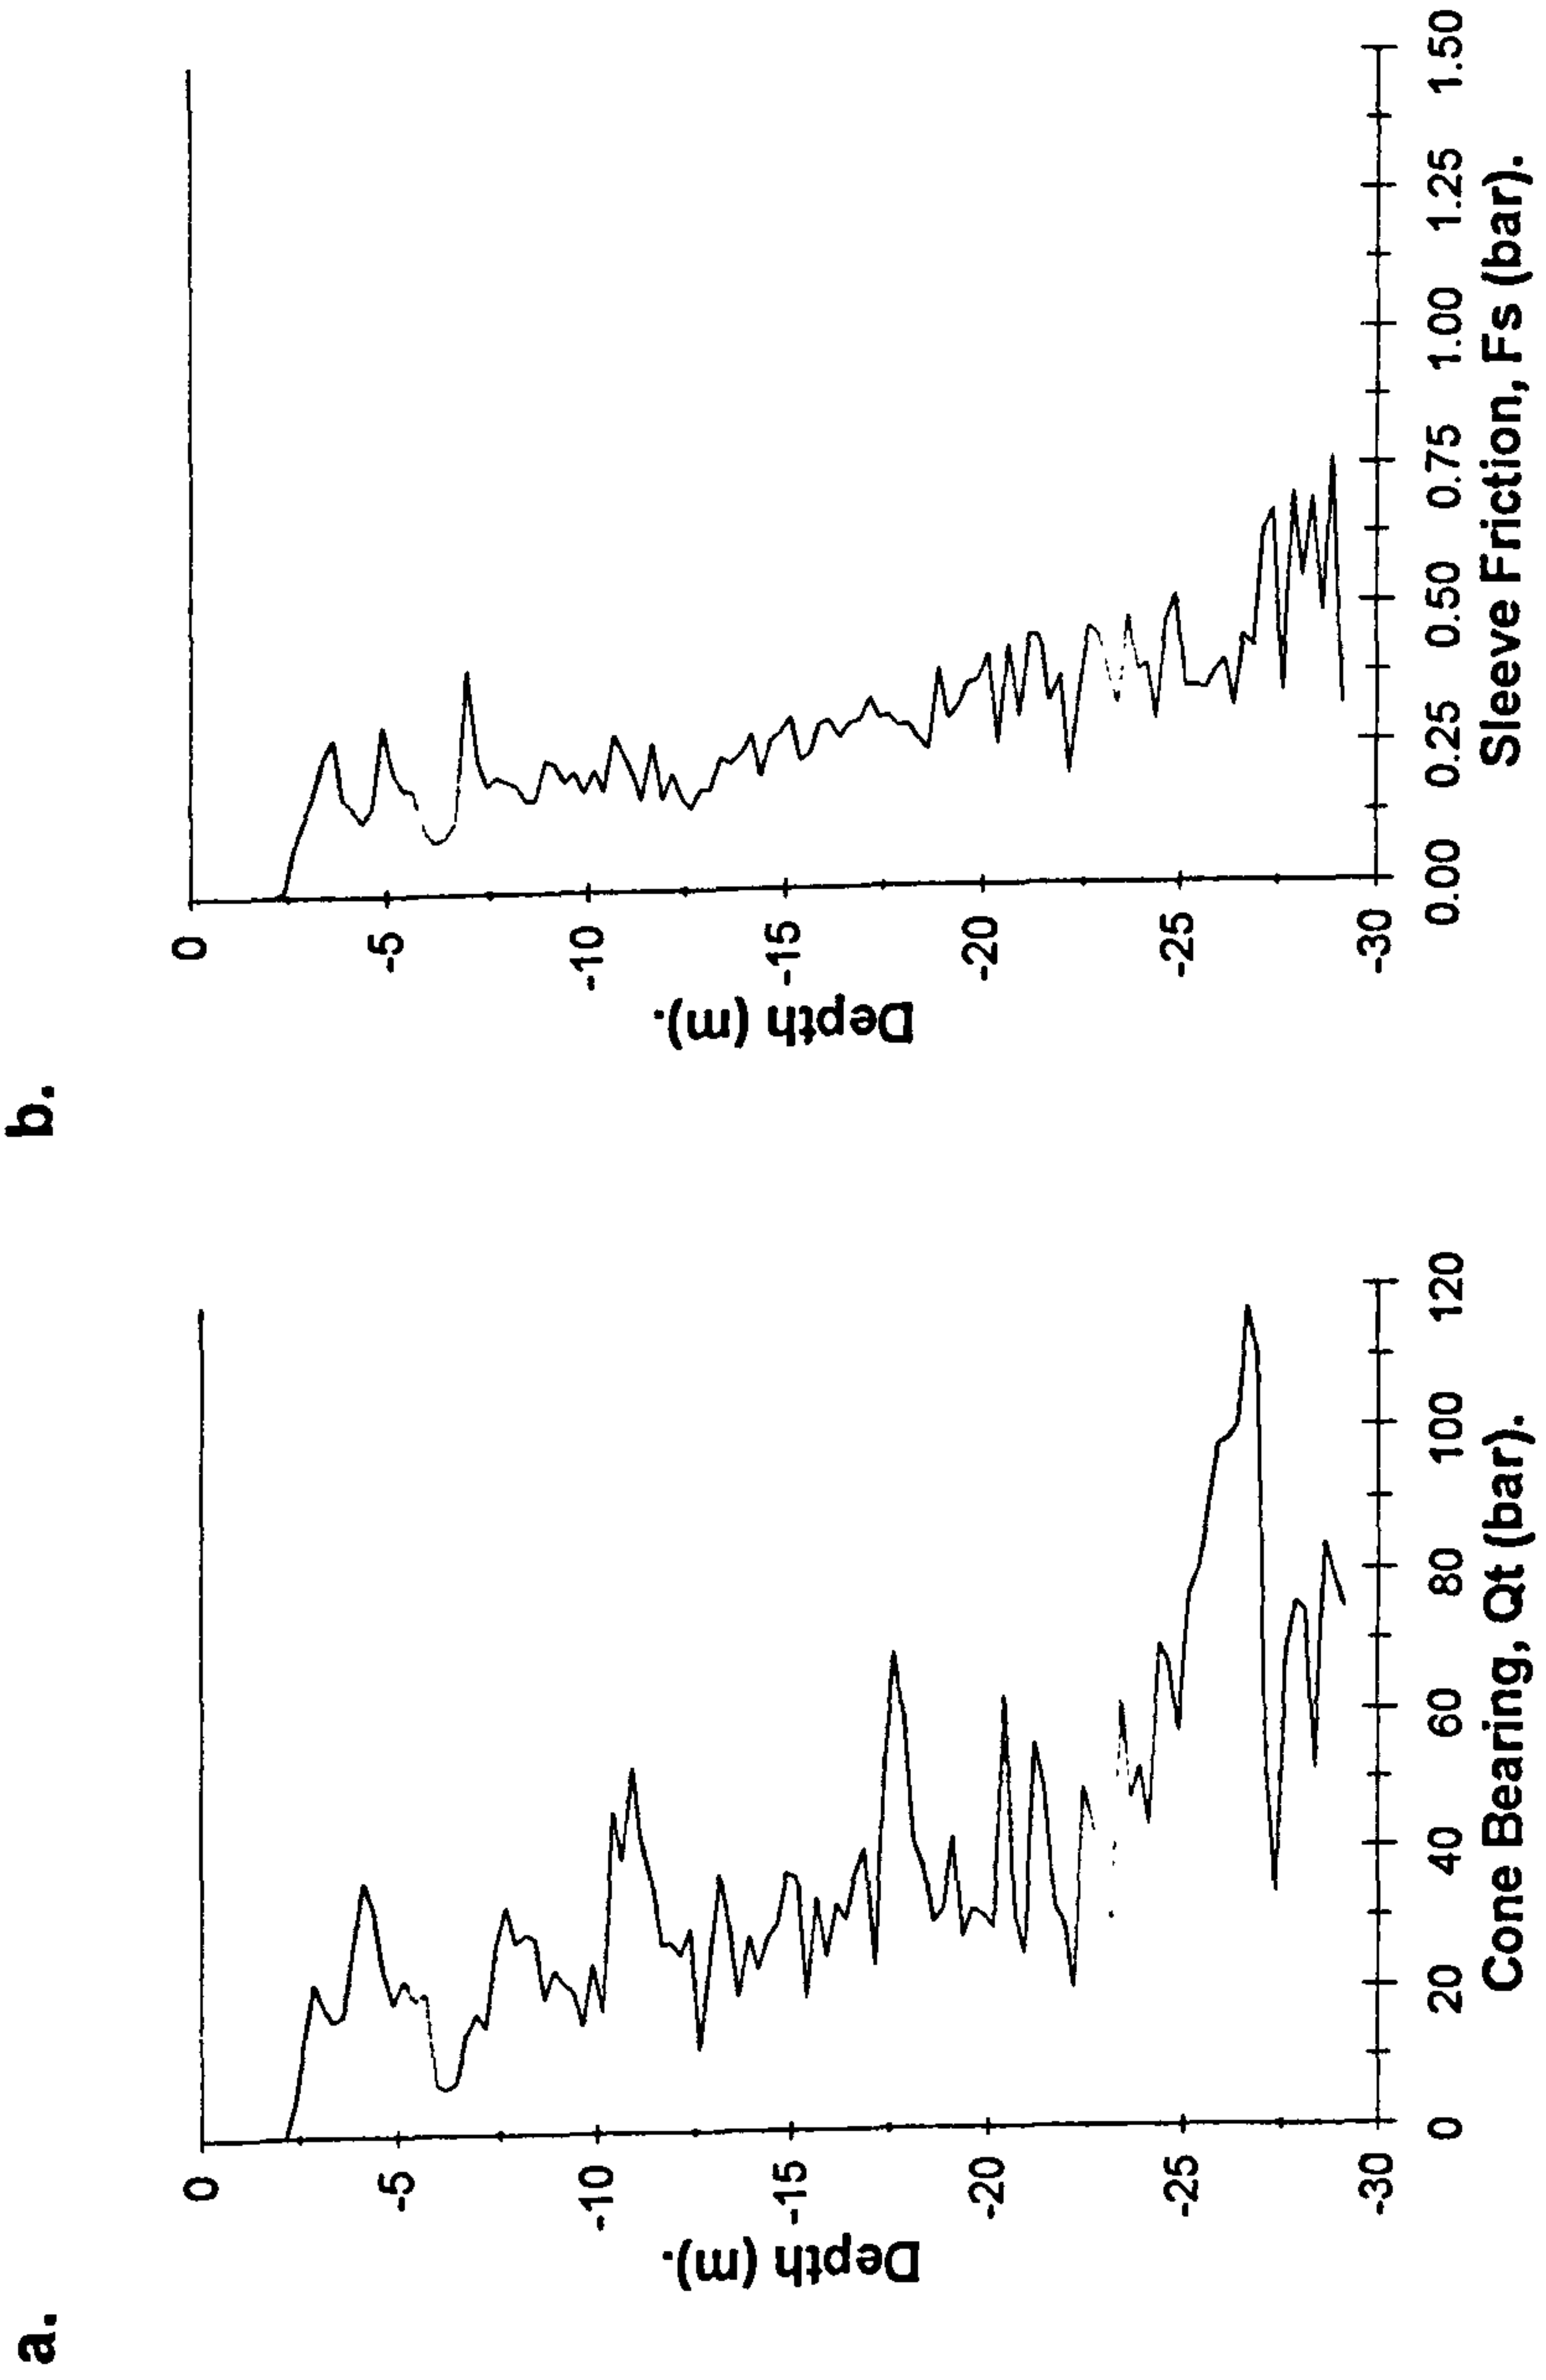 a.
0
-5
-10
-15
-20
-25
-30
Depth (m).
0 20 40 60 80 100 120
Cone Bearing, Qt (bar).
b.
0
-5
-10
-15
-20
-25
-30
Depth (m).
0.00 0.25 0.50 0.75 1.00 1.25 1.50
Sleeve Friction, Fs (bar).